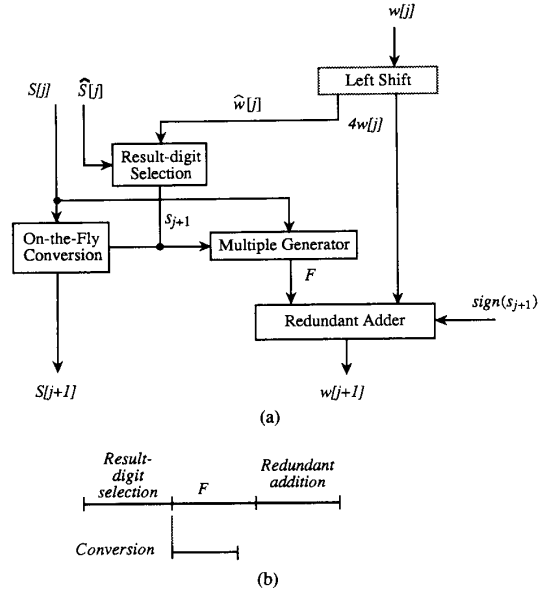 w[j]
Left Shift
S[j]
Ŝ[j]
ŵ[j]
4w[j]
Result-digit
Selection
s_{j+1}
On-the-Fly
Conversion
Multiple Generator
F
sign(s_{j+1})
Redundant Adder
S[j+1]
w[j+1]
(a)
Result-
digit
selection
F
Redundant
addition
Conversion
(b)